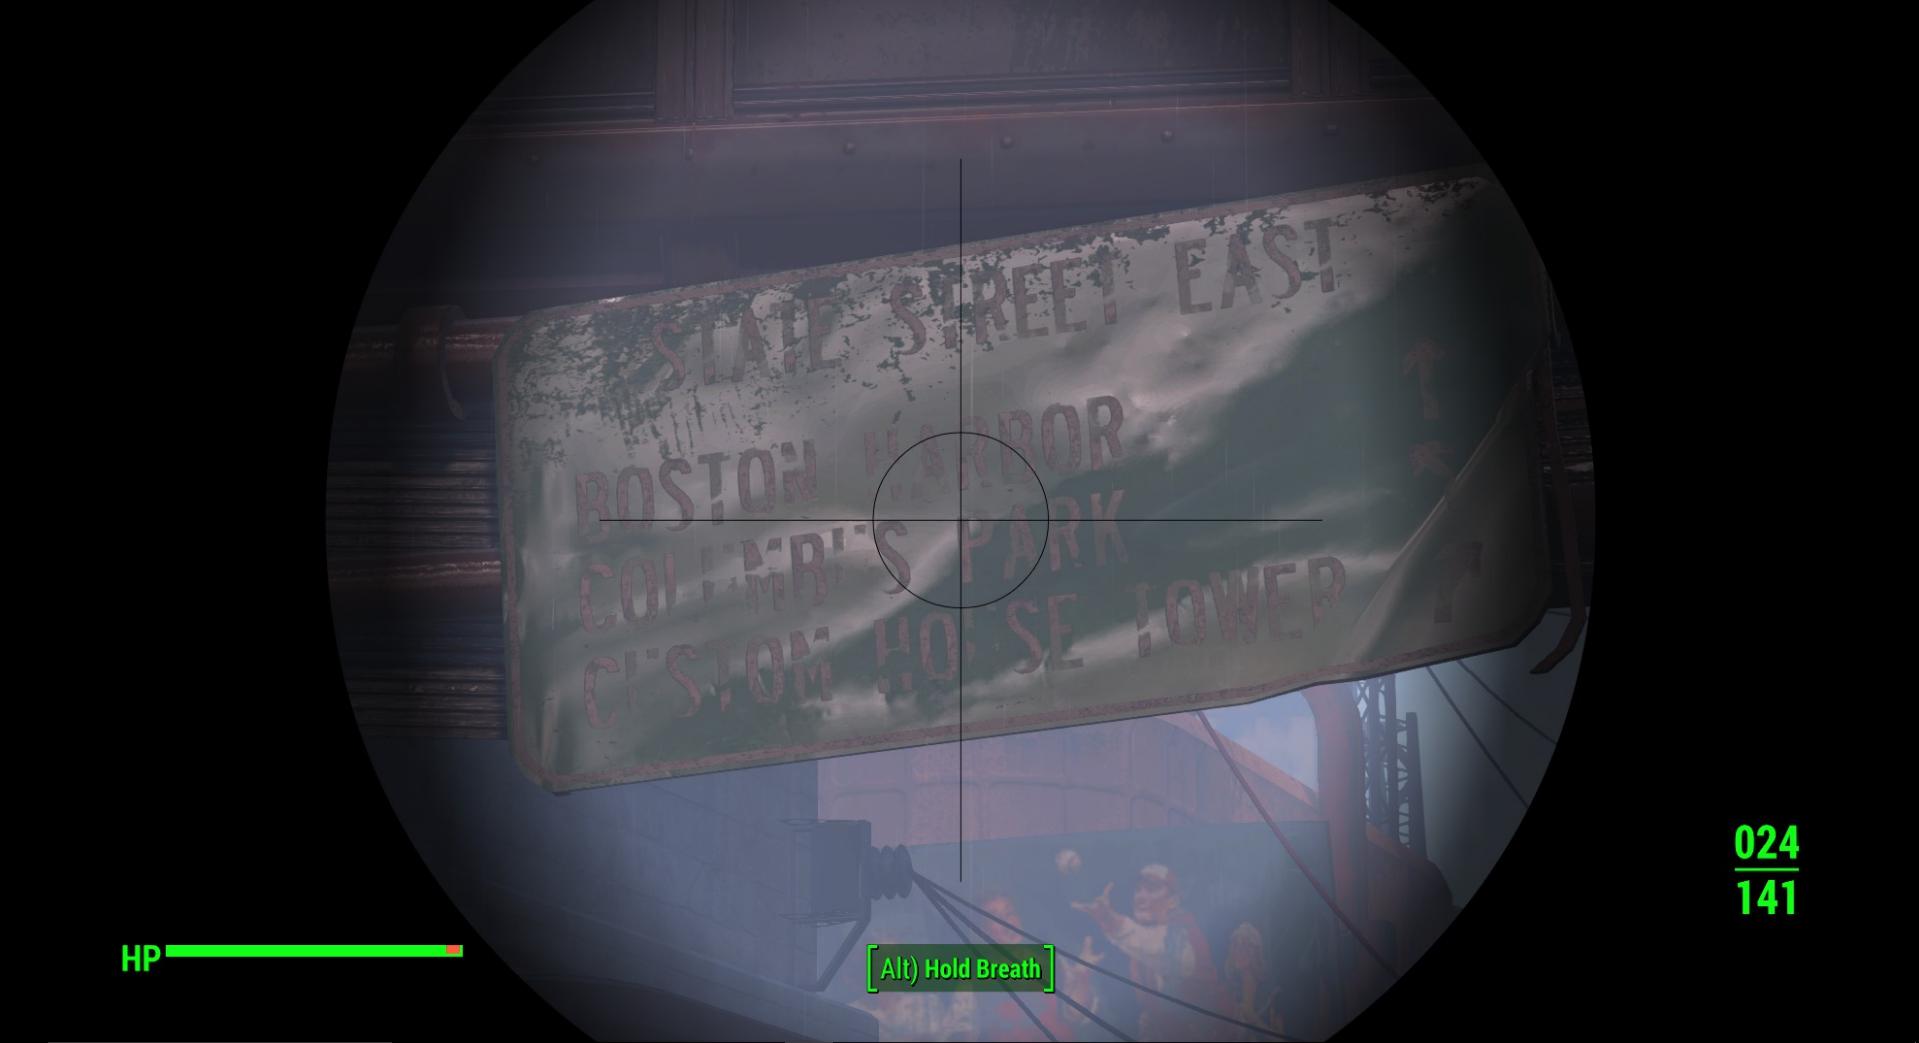 STATE STREET EAST
BOSTON HARBOR
COLUMBUS PARK
CUSTOM HOUSE TOWER
024
141
HP
Alt) Hold Breath